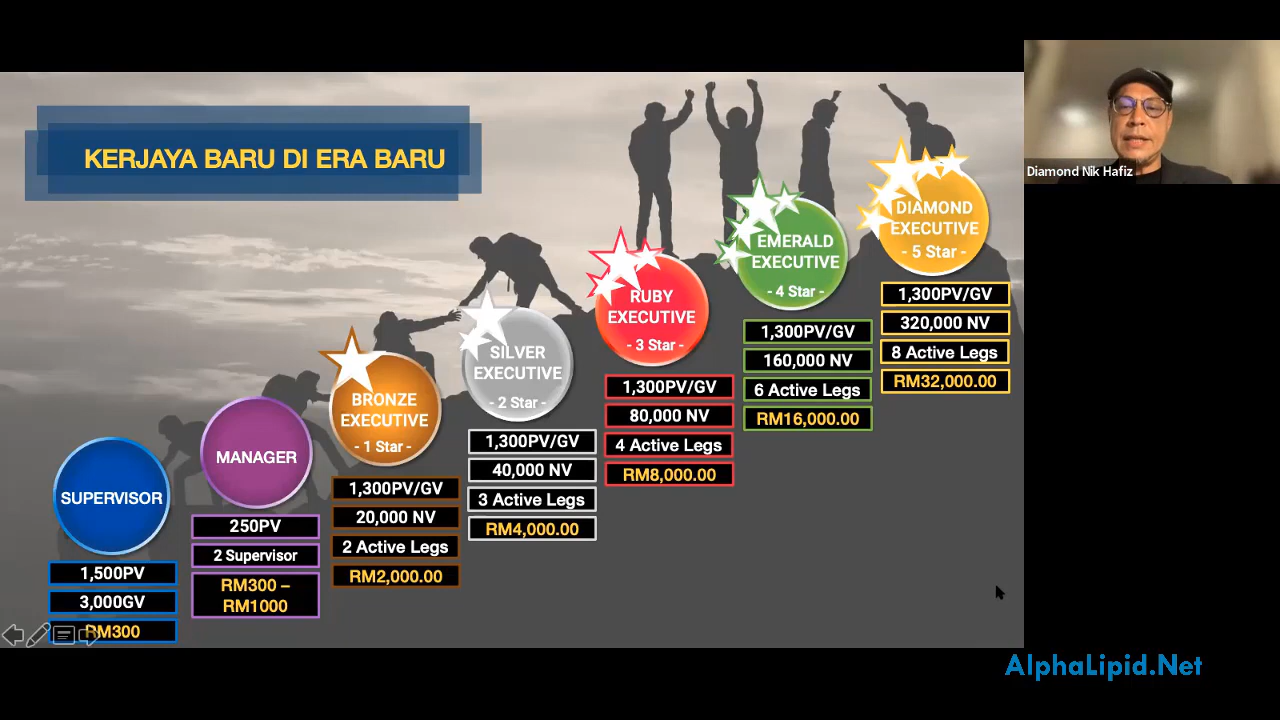 KERJAYA BARU DI ERA BARU
Diamond Nik Hafiz
SUPERVISOR
1,500PV
3,000GV
RM300
MANAGER
250PV
2 Supervisor
RM300 –
RM1000
BRONZE
EXECUTIVE
- 1 Star -
1,300PV/GV
20,000 NV
2 Active Legs
RM2,000.00
SILVER
EXECUTIVE
- 2 Star -
1,300PV/GV
40,000 NV
3 Active Legs
RM4,000.00
RUBY
EXECUTIVE
- 3 Star -
1,300PV/GV
80,000 NV
4 Active Legs
RM8,000.00
EMERALD
EXECUTIVE
- 4 Star -
1,300PV/GV
160,000 NV
6 Active Legs
RM16,000.00
DIAMOND
EXECUTIVE
- 5 Star -
1,300PV/GV
320,000 NV
8 Active Legs
RM32,000.00
AlphaLipid.Net